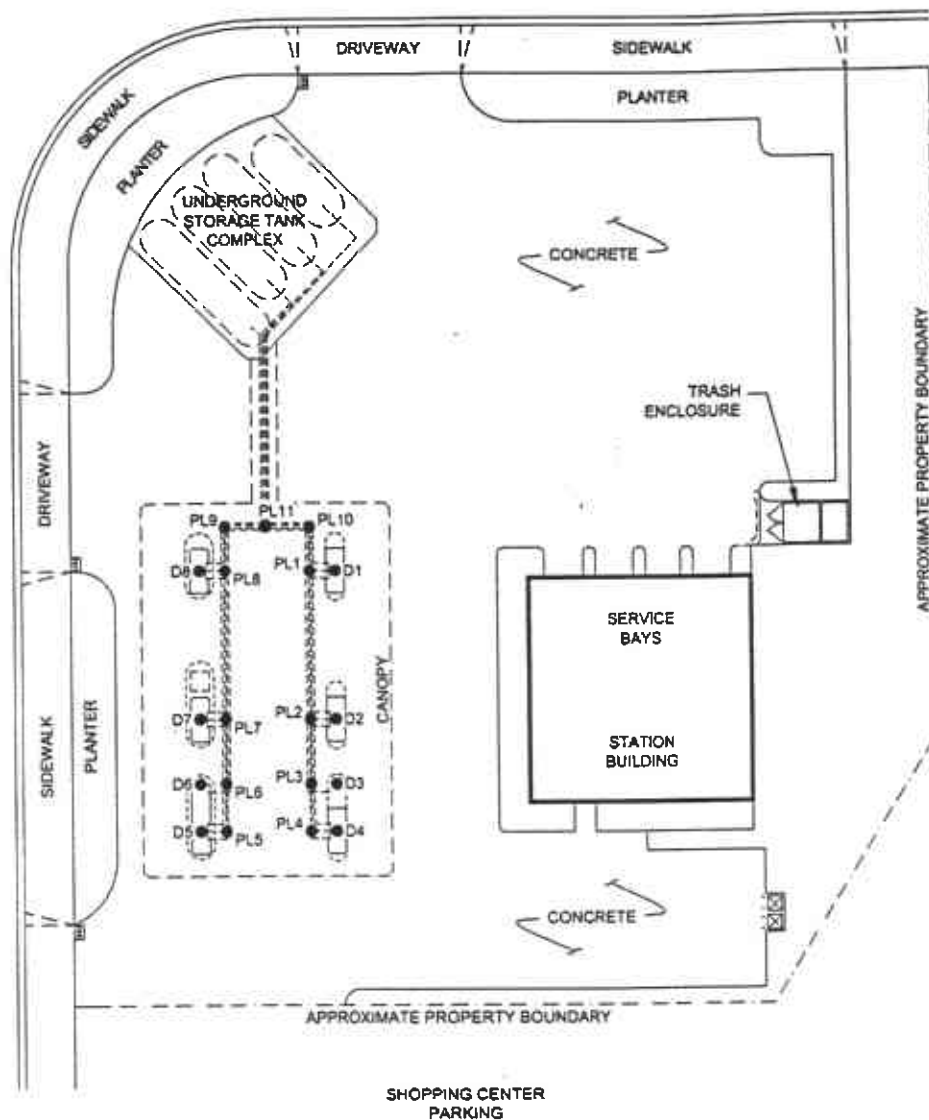 DRIVEWAY
SIDEWALK
PLANTER
SIDEWALK
PLANTER
UNDERGROUND
STORAGE TANK
COMPLEX
CONCRETE
APPROXIMATE PROPERTY BOUNDARY
TRASH
ENCLOSURE
DRIVEWAY
PL9
PL11
PL10
D8
PL8
PL1
D1
SERVICE
BAYS
CANOPY
D7
PL7
PL2
D2
SIDEWALK
PLANTER
STATION
BUILDING
D6
PL6
PL3
D3
D5
PL5
PL4
D4
CONCRETE
APPROXIMATE PROPERTY BOUNDARY
SHOPPING CENTER
PARKING